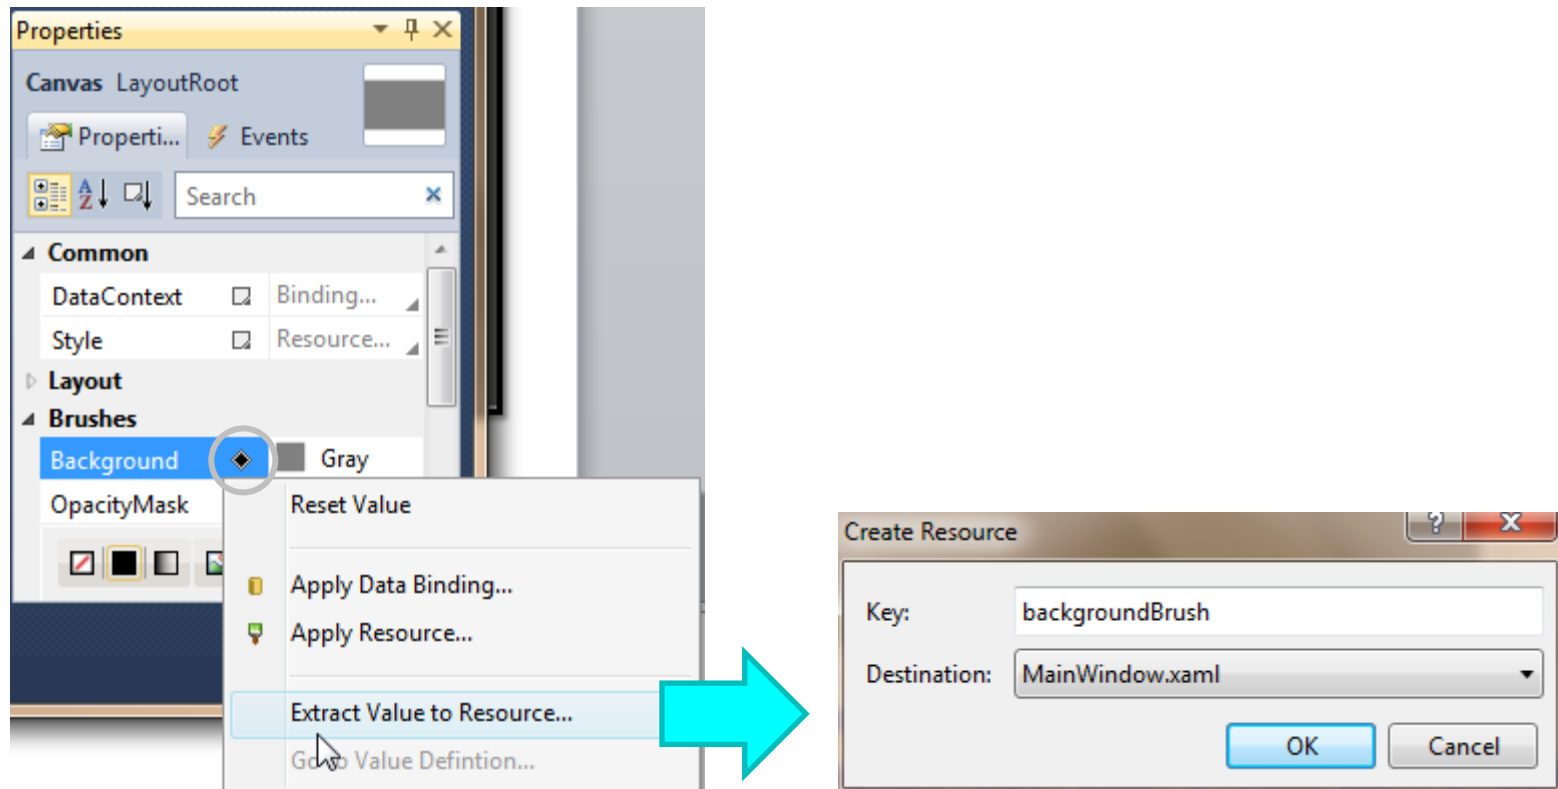 Properties
Canvas LayoutRoot
Properti... Events
Search
Common
DataContext Binding...
Style Resource...
Layout
Brushes
Background Gray
OpacityMask
Reset Value
Apply Data Binding...
Apply Resource...
Extract Value to Resource...
Go to Value Defintion...
Create Resource
Key: backgroundBrush
Destination: MainWindow.xaml
OK Cancel